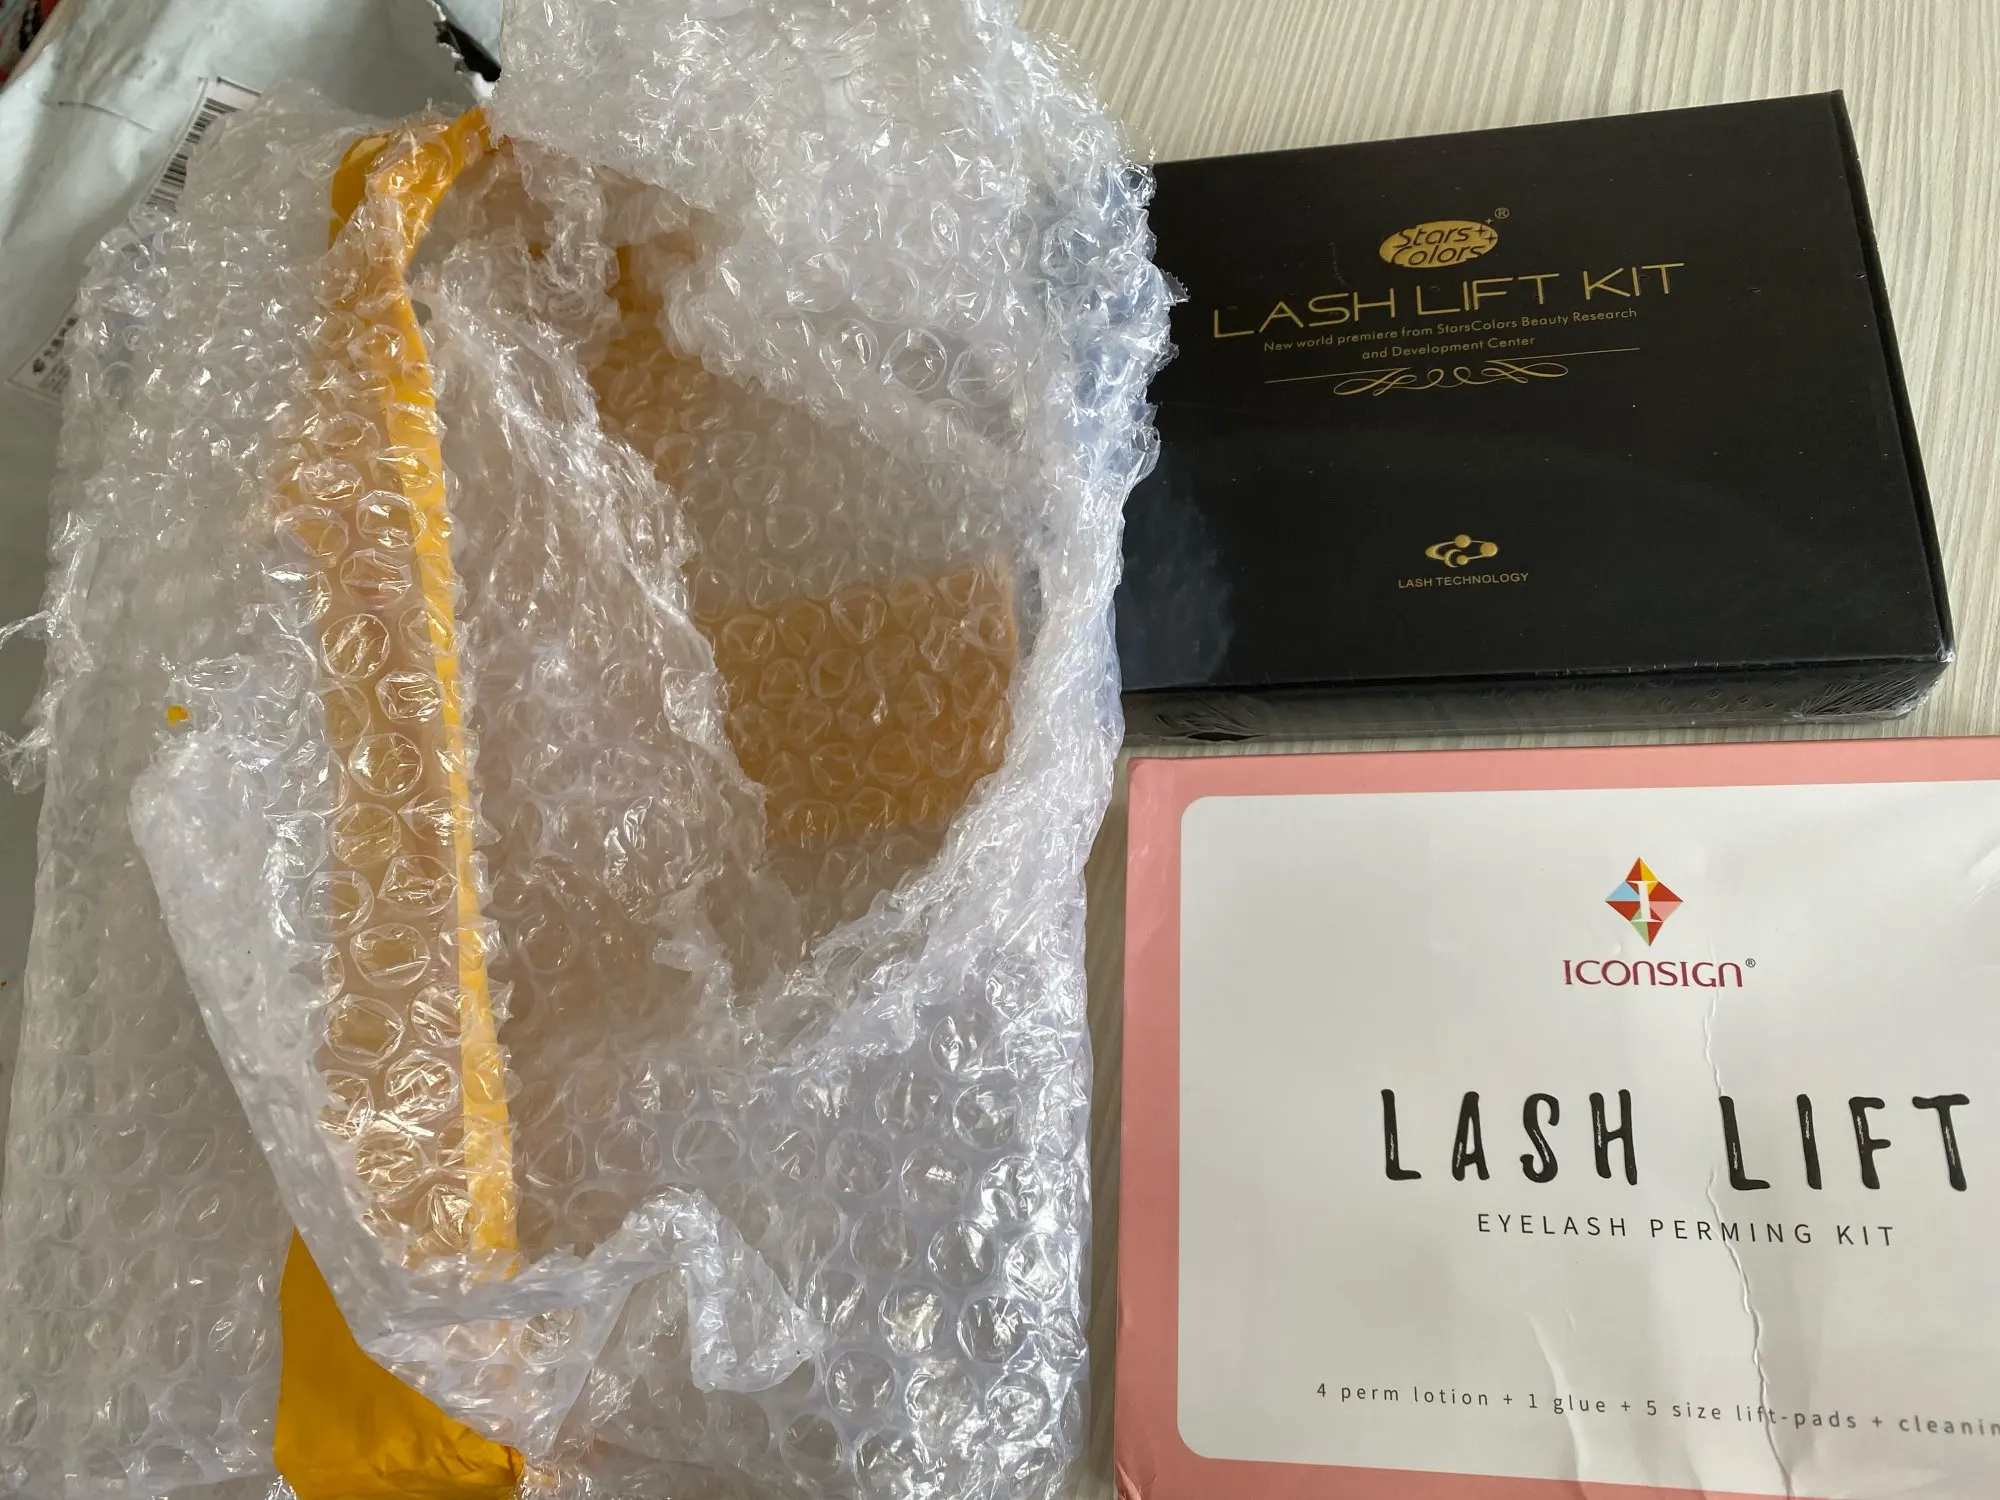 Stars
Colors®
LASH LIFT KIT
New world premiere from StarsColors Beauty Research
and Development Center
LASH TECHNOLOGY
I
ICONSIGN®
LASH LIFT
EYELASH PERMING KIT
4 perm lotion + 1 glue + 5 size lift-pads +